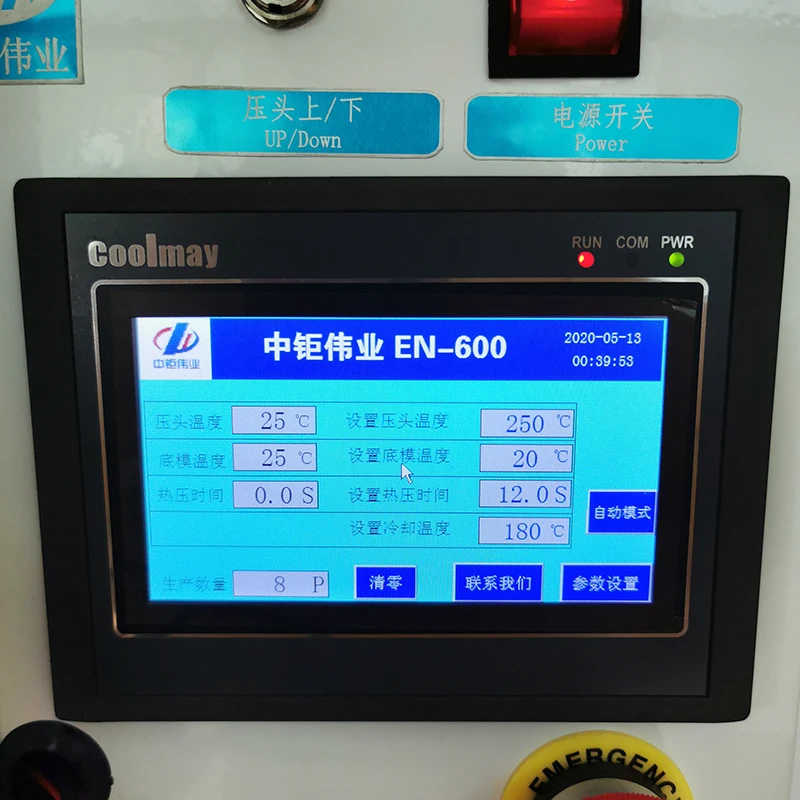 伟业
压头上/下
UP/Down
电源开关
Power
Coolmay
RUN COM PWR
中钜伟业
中钜伟业 EN-600
2020-05-13
00:39:53
压头温度 25 ℃ 设置压头温度 250 ℃
底模温度 25 ℃ 设置底模温度 20 ℃
热压时间 0.0 S 设置热压时间 12.0 S
自动模式
设置冷却温度 180 ℃
生产数量 8 P 清零 联系我们 参数设置
EMERGENC